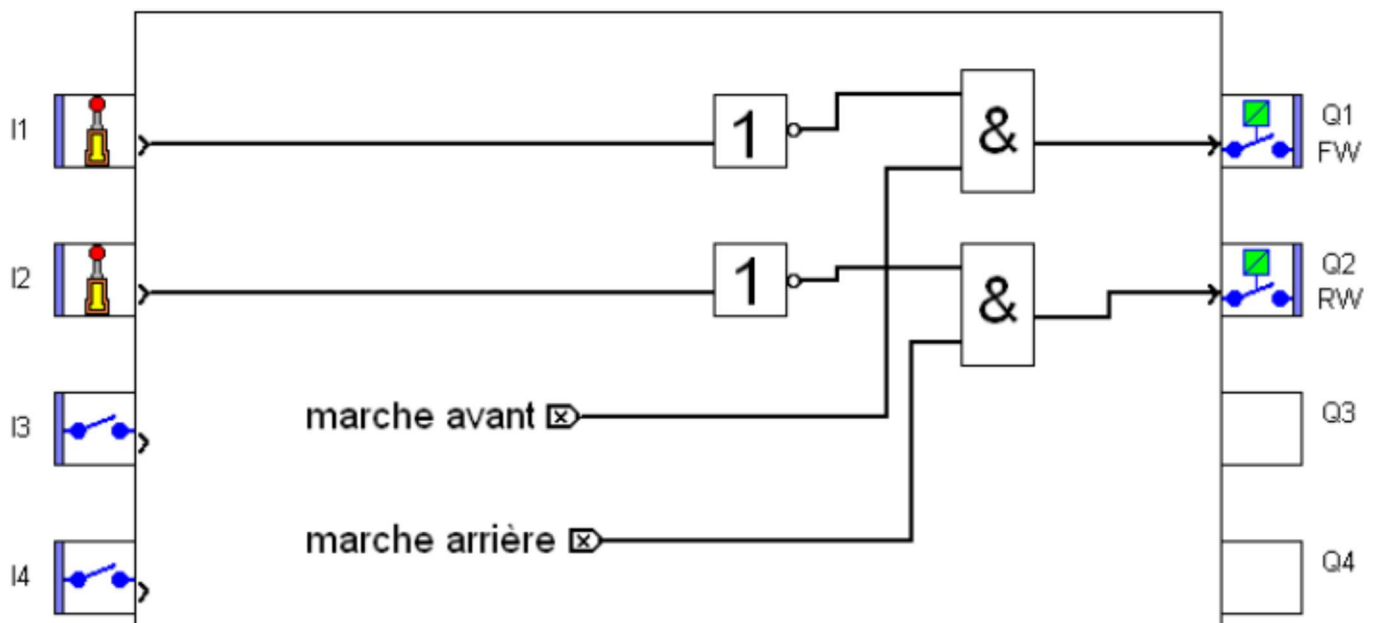 I1
1
&
Q1
FW
I2
1
&
Q2
RW
I3
marche avant
Q3
marche arrière
I4
Q4